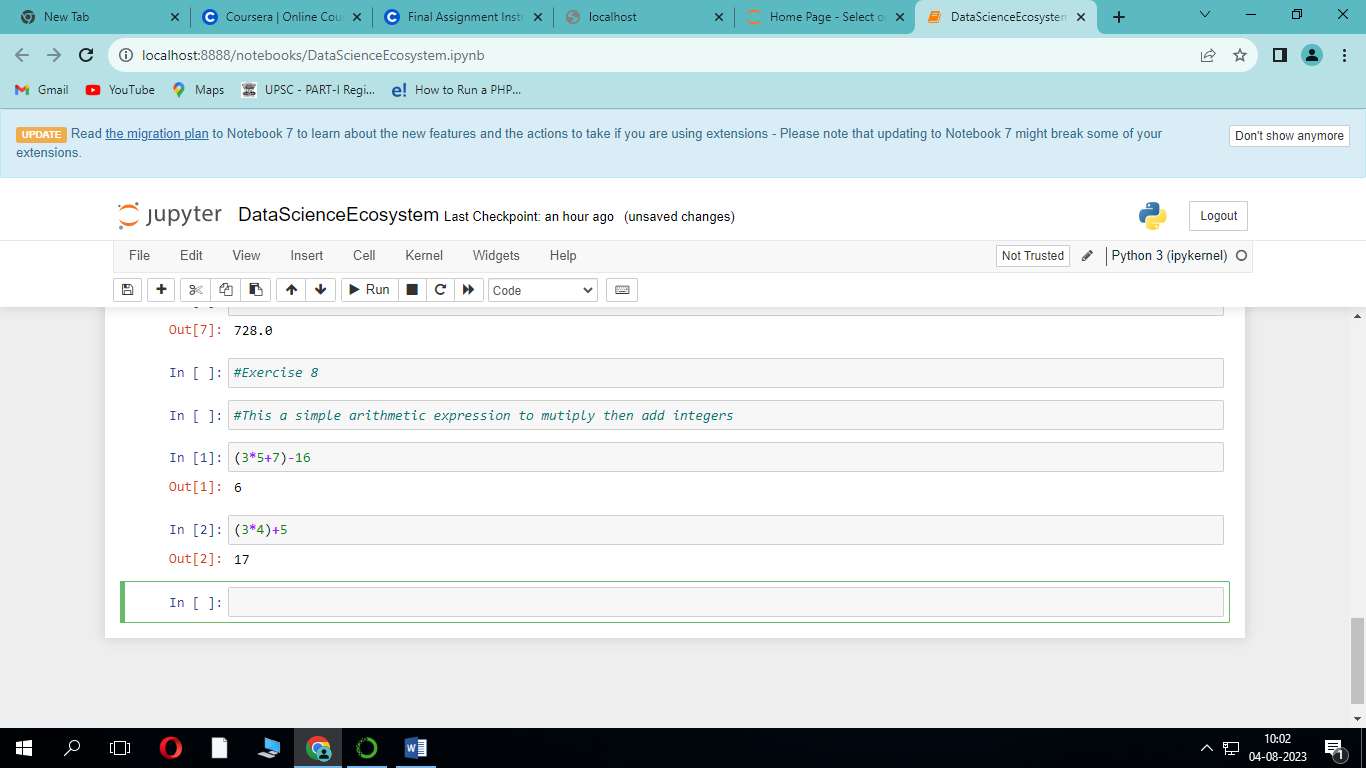 New Tab
Coursera | Online Cou
Final Assignment Instr
localhost
Home Page - Select o
DataScienceEcosystem
localhost:8888/notebooks/DataScienceEcosystem.ipynb
Gmail
YouTube
Maps
UPSC - PART-I Regi...
How to Run a PHP...
UPDATE Read the migration plan to Notebook 7 to learn about the new features and the actions to take if you are using extensions - Please note that updating to Notebook 7 might break some of your
extensions.
Don't show anymore
jupyter DataScienceEcosystem Last Checkpoint: an hour ago (unsaved changes)
Logout
File Edit View Insert Cell Kernel Widgets Help
Not Trusted
Python 3 (ipykernel)
Run
Code
Out[7]: 728.0
In [ ]: #Exercise 8
In [ ]: #This a simple arithmetic expression to mutiply then add integers
In [1]: (3*5+7)-16
Out[1]: 6
In [2]: (3*4)+5
Out[2]: 17
In [ ]:
10:02
04-08-2023
1